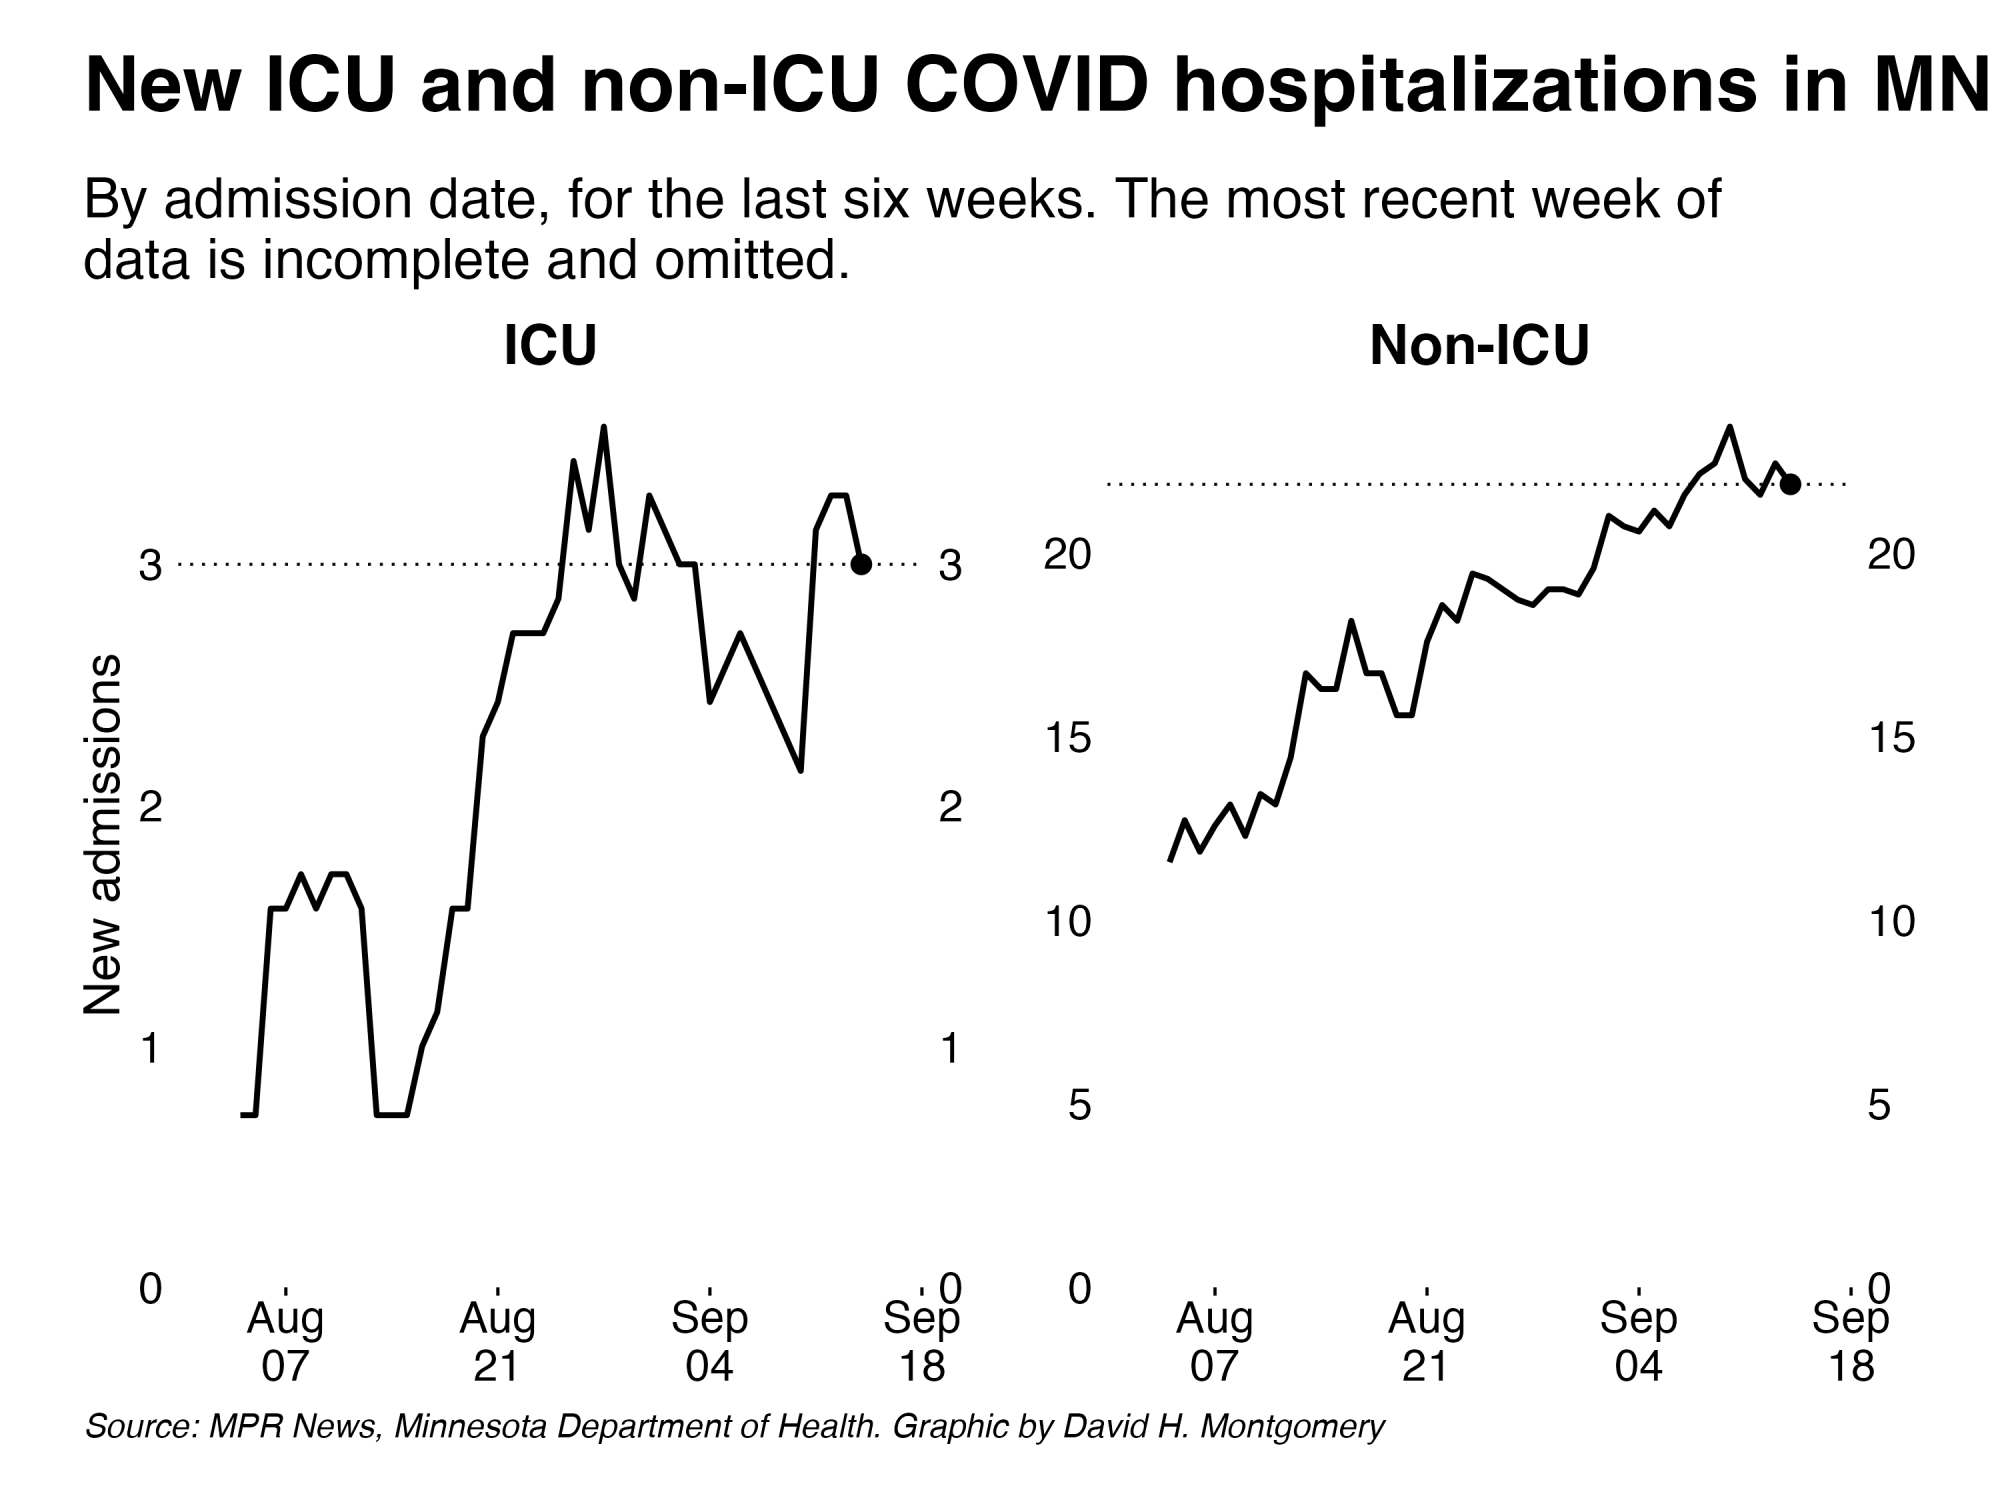 New ICU and non-ICU COVID hospitalizations in MN
By admission date, for the last six weeks. The most recent week of
data is incomplete and omitted.
ICU
New admissions
3
2
1
0
3
2
1
0
Aug
07
Aug
21
Sep
04
Sep
18
Non-ICU
20
15
10
5
0
20
15
10
5
0
Aug
07
Aug
21
Sep
04
Sep
18
Source: MPR News, Minnesota Department of Health. Graphic by David H. Montgomery